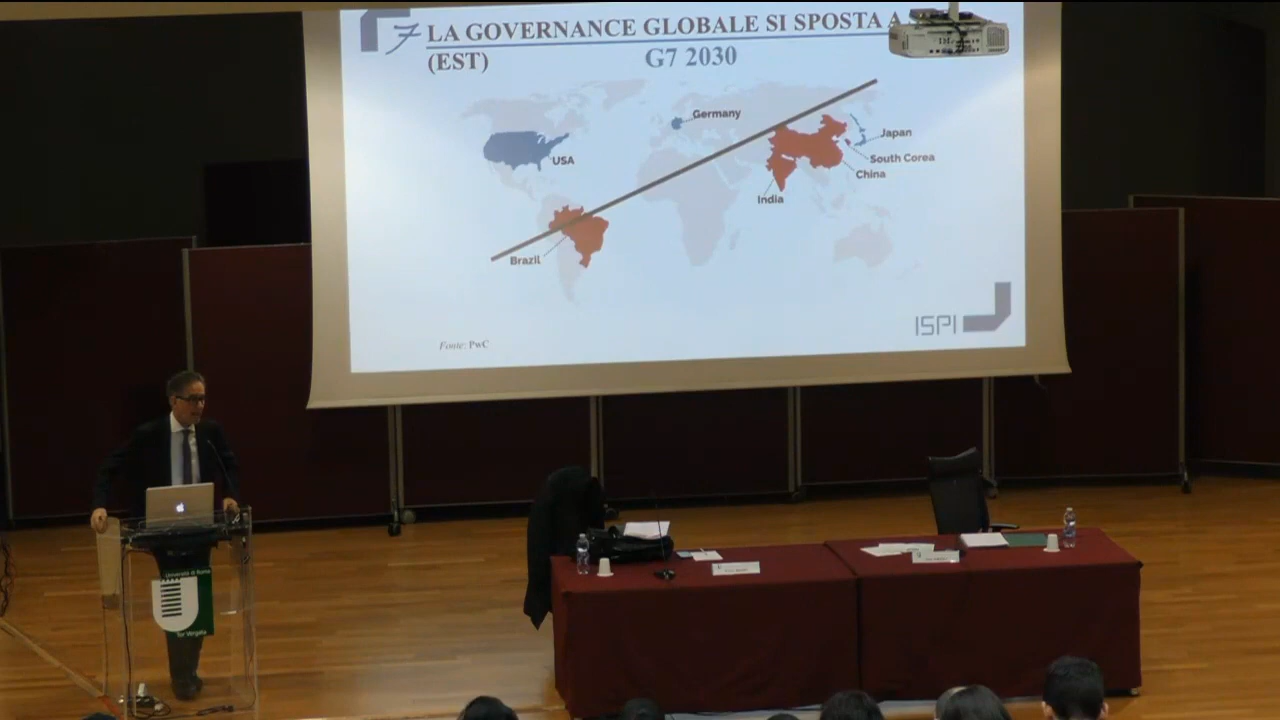 LA GOVERNANCE GLOBALE SI SPOSTA A
(EST)
G7 2030
Germany
USA
Japan
South Corea
China
India
Brazil
ISPI
Fonte: PwC
Università di Roma
Tor Vergata